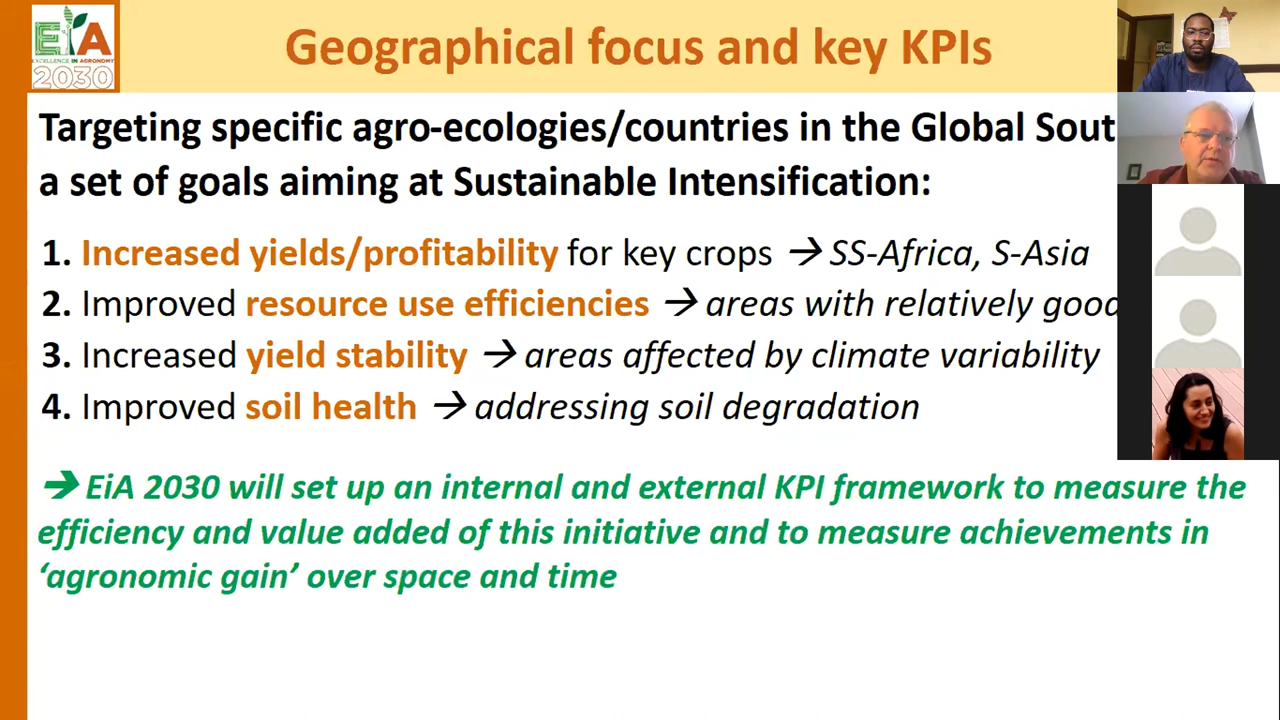 EiA
EXCELLENCE IN AGRONOMY
2030
Geographical focus and key KPIs
Targeting specific agro-ecologies/countries in the Global Sout
a set of goals aiming at Sustainable Intensification:
1. Increased yields/profitability for key crops → SS-Africa, S-Asia
2. Improved resource use efficiencies → areas with relatively good
3. Increased yield stability → areas affected by climate variability
4. Improved soil health → addressing soil degradation
→ EiA 2030 will set up an internal and external KPI framework to measure the
efficiency and value added of this initiative and to measure achievements in
‘agronomic gain’ over space and time